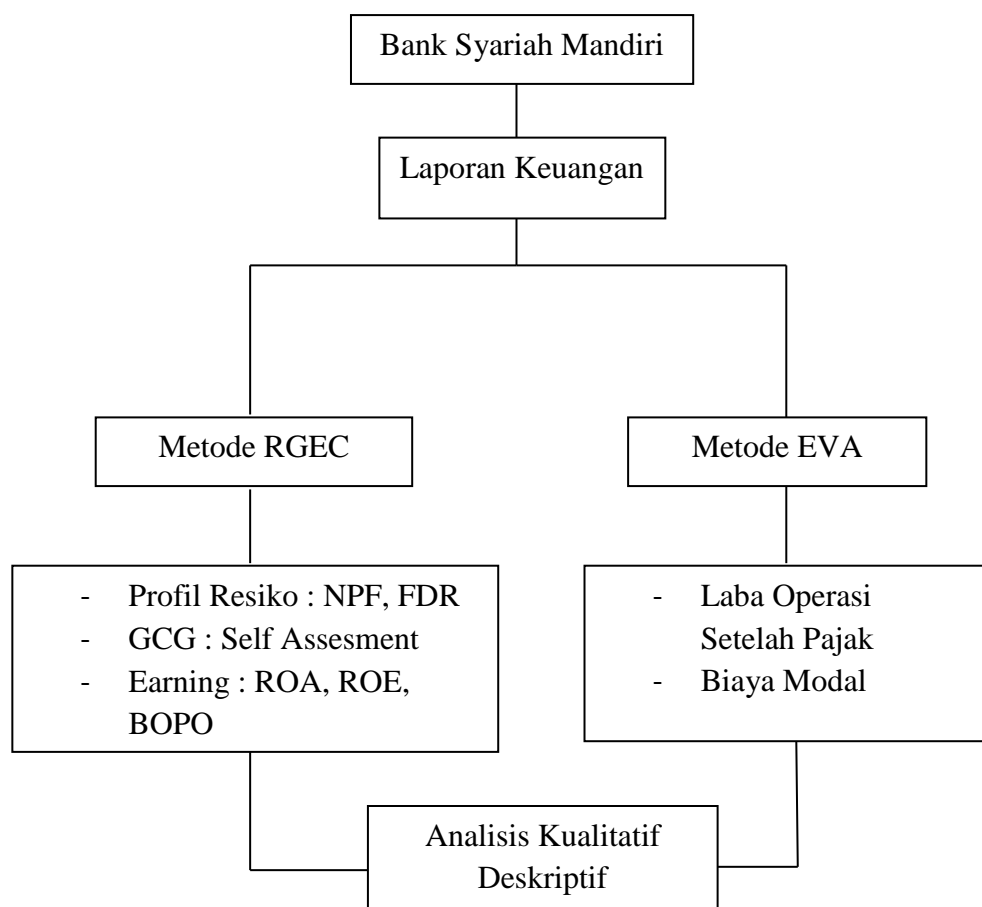 Bank Syariah Mandiri
Laporan Keuangan
Metode RGEC
Metode EVA
- Profil Resiko : NPF, FDR
- GCG : Self Assesment
- Earning : ROA, ROE,
BOPO
- Laba Operasi
Setelah Pajak
- Biaya Modal
Analisis Kualitatif
Deskriptif